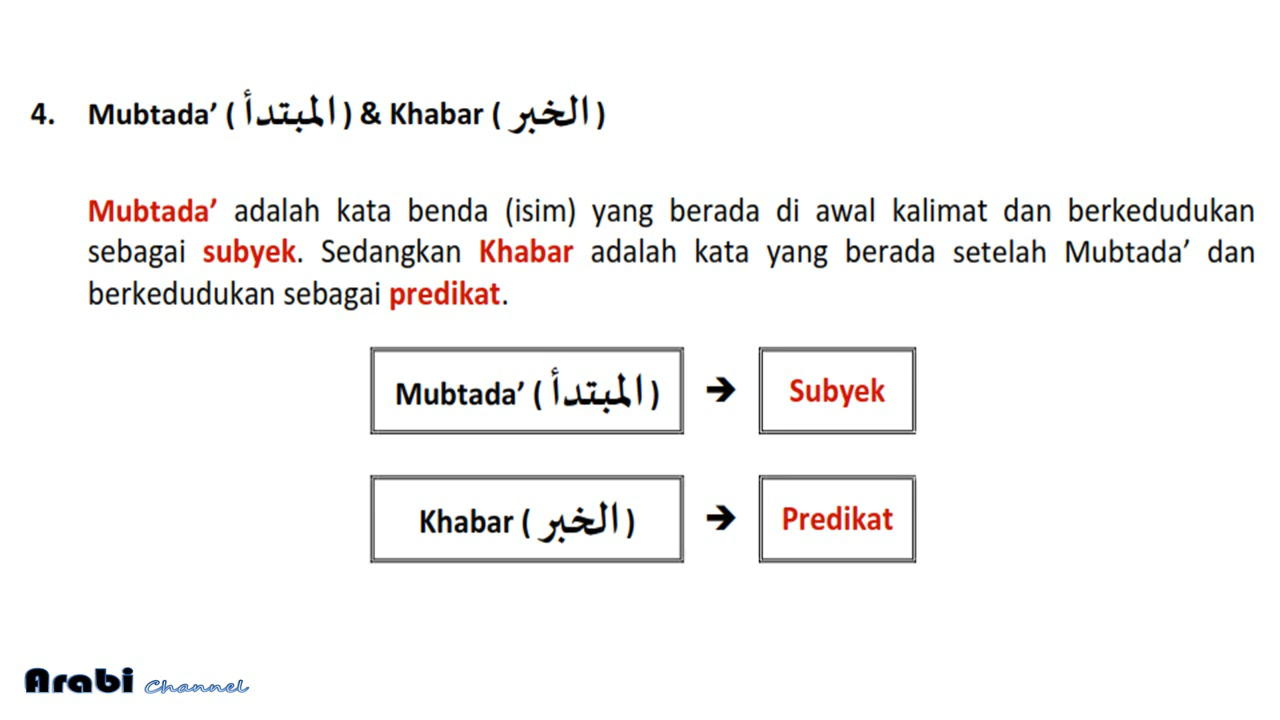 4. Mubtada’ ( المبتدأ ) & Khabar ( الخبر )
Mubtada’ adalah kata benda (isim) yang berada di awal kalimat dan berkedudukan
sebagai subyek. Sedangkan Khabar adalah kata yang berada setelah Mubtada’ dan
berkedudukan sebagai predikat.
Mubtada’ ( المبتدأ ) ➔ Subyek
Khabar ( الخبر ) ➔ Predikat
Arabi Channel